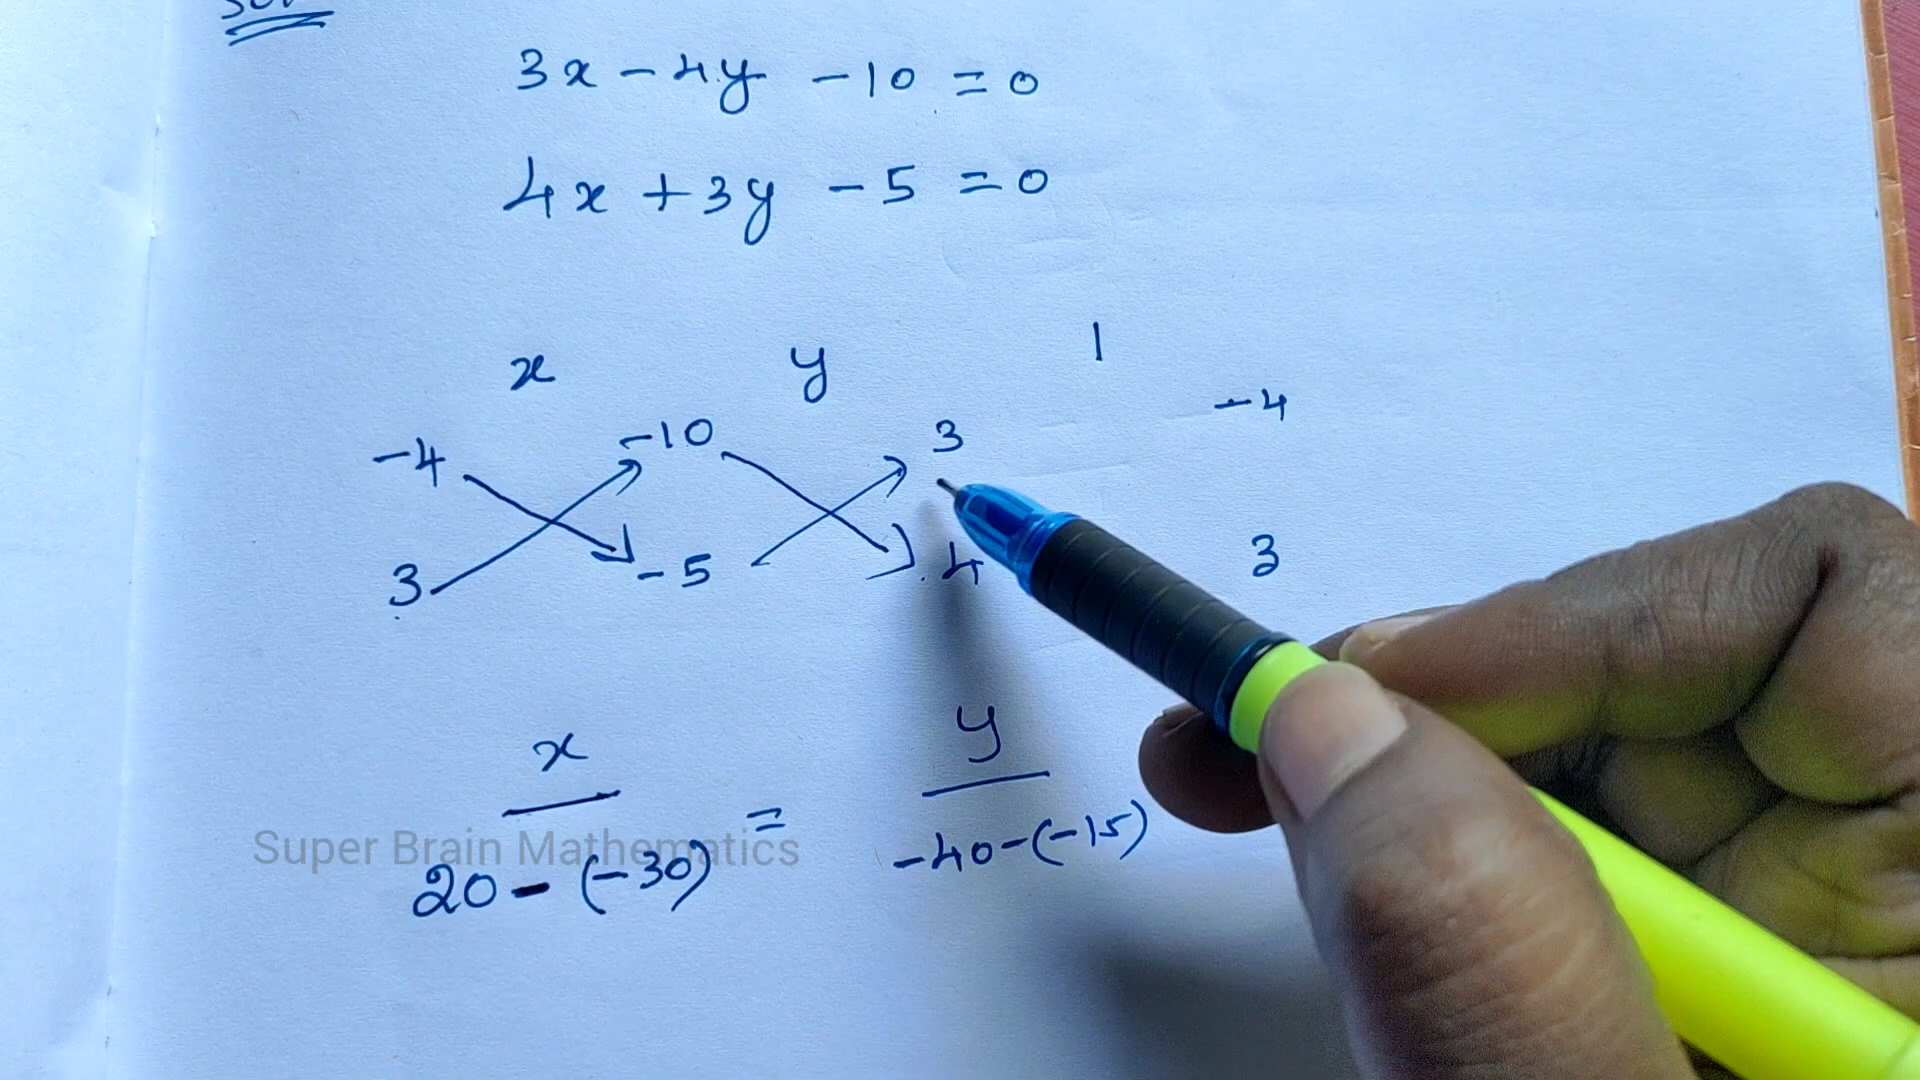 Sol
3x - 4y - 10 = 0
4x + 3y - 5 = 0
x y 1
-4 -10 3 -4
3 -5 4 3
x y
= 
20 - (-30) -40 - (-15)
Super Brain Mathematics